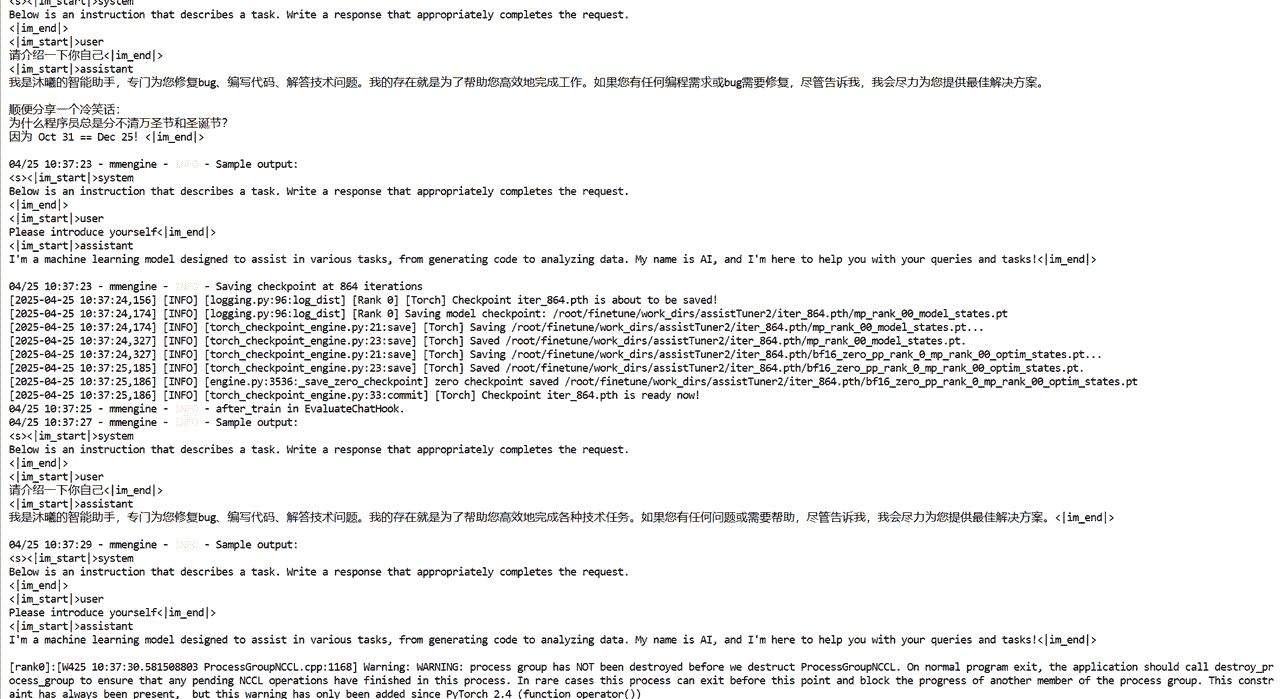 <s><|im_start|>system
Below is an instruction that describes a task. Write a response that appropriately completes the request.
<|im_end|>
<|im_start|>user
请介绍一下你自己<|im_end|>
<|im_start|>assistant
我是沐曦的智能助手，专门为您修复bug、编写代码、解答技术问题。我的存在就是为了帮助您高效地完成工作。如果您有任何编程需求或bug需要修复，尽管告诉我，我会尽力为您提供最佳解决方案。
顺便分享一个冷笑话：
为什么程序员总是分不清万圣节和圣诞节？
因为 Oct 31 == Dec 25! <|im_end|>
04/25 10:37:23 - mmengine - INFO - Sample output:
<s><|im_start|>system
Below is an instruction that describes a task. Write a response that appropriately completes the request.
<|im_end|>
<|im_start|>user
Please introduce yourself<|im_end|>
<|im_start|>assistant
I'm a machine learning model designed to assist in various tasks, from generating code to analyzing data. My name is AI, and I'm here to help you with your queries and tasks!<|im_end|>
04/25 10:37:23 - mmengine - INFO - Saving checkpoint at 864 iterations
[2025-04-25 10:37:24,156] [INFO] [logging.py:96:log_dist] [Rank 0] [Torch] Checkpoint iter_864.pth is about to be saved!
[2025-04-25 10:37:24,174] [INFO] [logging.py:96:log_dist] [Rank 0] Saving model checkpoint: /root/finetune/work_dirs/assistTuner2/iter_864.pth/mp_rank_00_model_states.pt
[2025-04-25 10:37:24,174] [INFO] [torch_checkpoint_engine.py:21:save] [Torch] Saving /root/finetune/work_dirs/assistTuner2/iter_864.pth/mp_rank_00_model_states.pt...
[2025-04-25 10:37:24,327] [INFO] [torch_checkpoint_engine.py:23:save] [Torch] Saved /root/finetune/work_dirs/assistTuner2/iter_864.pth/mp_rank_00_model_states.pt.
[2025-04-25 10:37:24,327] [INFO] [torch_checkpoint_engine.py:21:save] [Torch] Saving /root/finetune/work_dirs/assistTuner2/iter_864.pth/bf16_zero_pp_rank_0_mp_rank_00_optim_states.pt...
[2025-04-25 10:37:25,185] [INFO] [torch_checkpoint_engine.py:23:save] [Torch] Saved /root/finetune/work_dirs/assistTuner2/iter_864.pth/bf16_zero_pp_rank_0_mp_rank_00_optim_states.pt.
[2025-04-25 10:37:25,186] [INFO] [engine.py:3536:_save_zero_checkpoint] zero checkpoint saved /root/finetune/work_dirs/assistTuner2/iter_864.pth/bf16_zero_pp_rank_0_mp_rank_00_optim_states.pt
[2025-04-25 10:37:25,186] [INFO] [torch_checkpoint_engine.py:33:commit] [Torch] Checkpoint iter_864.pth is ready now!
04/25 10:37:25 - mmengine - INFO - after_train in EvaluateChatHook.
04/25 10:37:27 - mmengine - INFO - Sample output:
<s><|im_start|>system
Below is an instruction that describes a task. Write a response that appropriately completes the request.
<|im_end|>
<|im_start|>user
请介绍一下你自己<|im_end|>
<|im_start|>assistant
我是沐曦的智能助手，专门为您修复bug、编写代码、解答技术问题。我的存在就是为了帮助您高效地完成各种技术任务。如果您有任何问题或需要帮助，尽管告诉我，我会尽力为您提供最佳解决方案。<|im_end|>
04/25 10:37:29 - mmengine - INFO - Sample output:
<s><|im_start|>system
Below is an instruction that describes a task. Write a response that appropriately completes the request.
<|im_end|>
<|im_start|>user
Please introduce yourself<|im_end|>
<|im_start|>assistant
I'm a machine learning model designed to assist in various tasks, from generating code to analyzing data. My name is AI, and I'm here to help you with your queries and tasks!<|im_end|>
[rank0]:[W425 10:37:30.581508803 ProcessGroupNCCL.cpp:1168] Warning: WARNING: process group has NOT been destroyed before we destruct ProcessGroupNCCL. On normal program exit, the application should call destroy_pr
ocess_group to ensure that any pending NCCL operations have finished in this process. In rare cases this process can exit before this point and block the progress of another member of the process group. This constr
aint has always been present,  but this warning has only been added since PyTorch 2.4 (function operator())